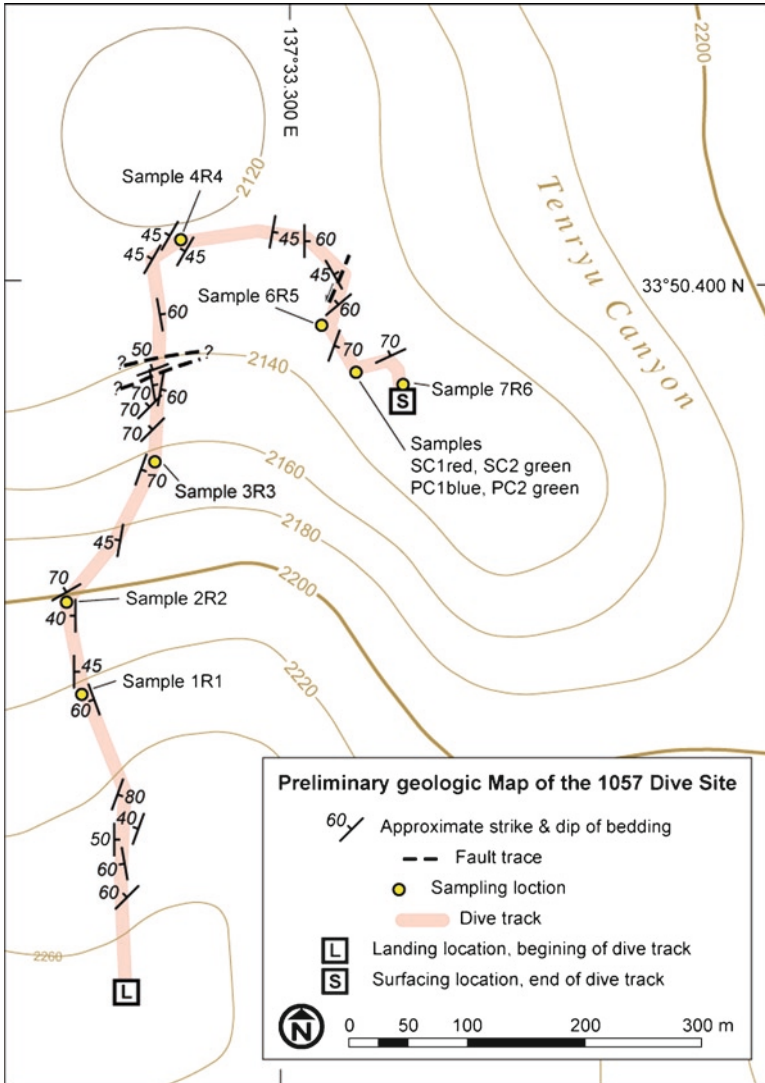 137°33.300 E
2200
2120
Sample 4R4
45
45
45
45
60
Tenryu Canyon
45
33°50.400 N
60
Sample 6R5
60
50
?
?
?
70
70
2140
70
60
70
Sample 7R6
S
70
Samples
SC1red, SC2 green
PC1blue, PC2 green
2160
Sample 3R3
70
2180
45
2200
70
Sample 2R2
40
45
2220
Sample 1R1
60
80
40
50
60
60
2260
L
Preliminary geologic Map of the 1057 Dive Site
60 Approximate strike & dip of bedding
Fault trace
Sampling loction
Dive track
L Landing location, begining of dive track
S Surfacing location, end of dive track
N
0 50 100 200 300 m